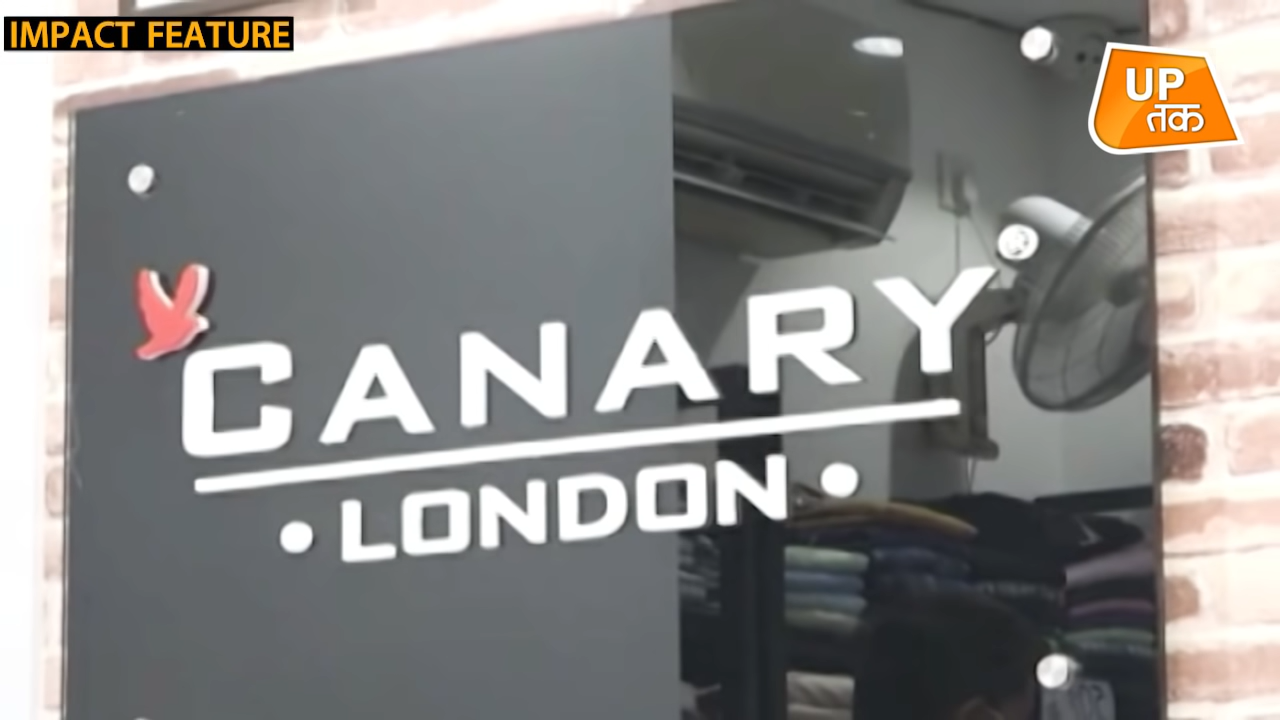 IMPACT FEATURE
UP
तक
CANARY
• LONDON •